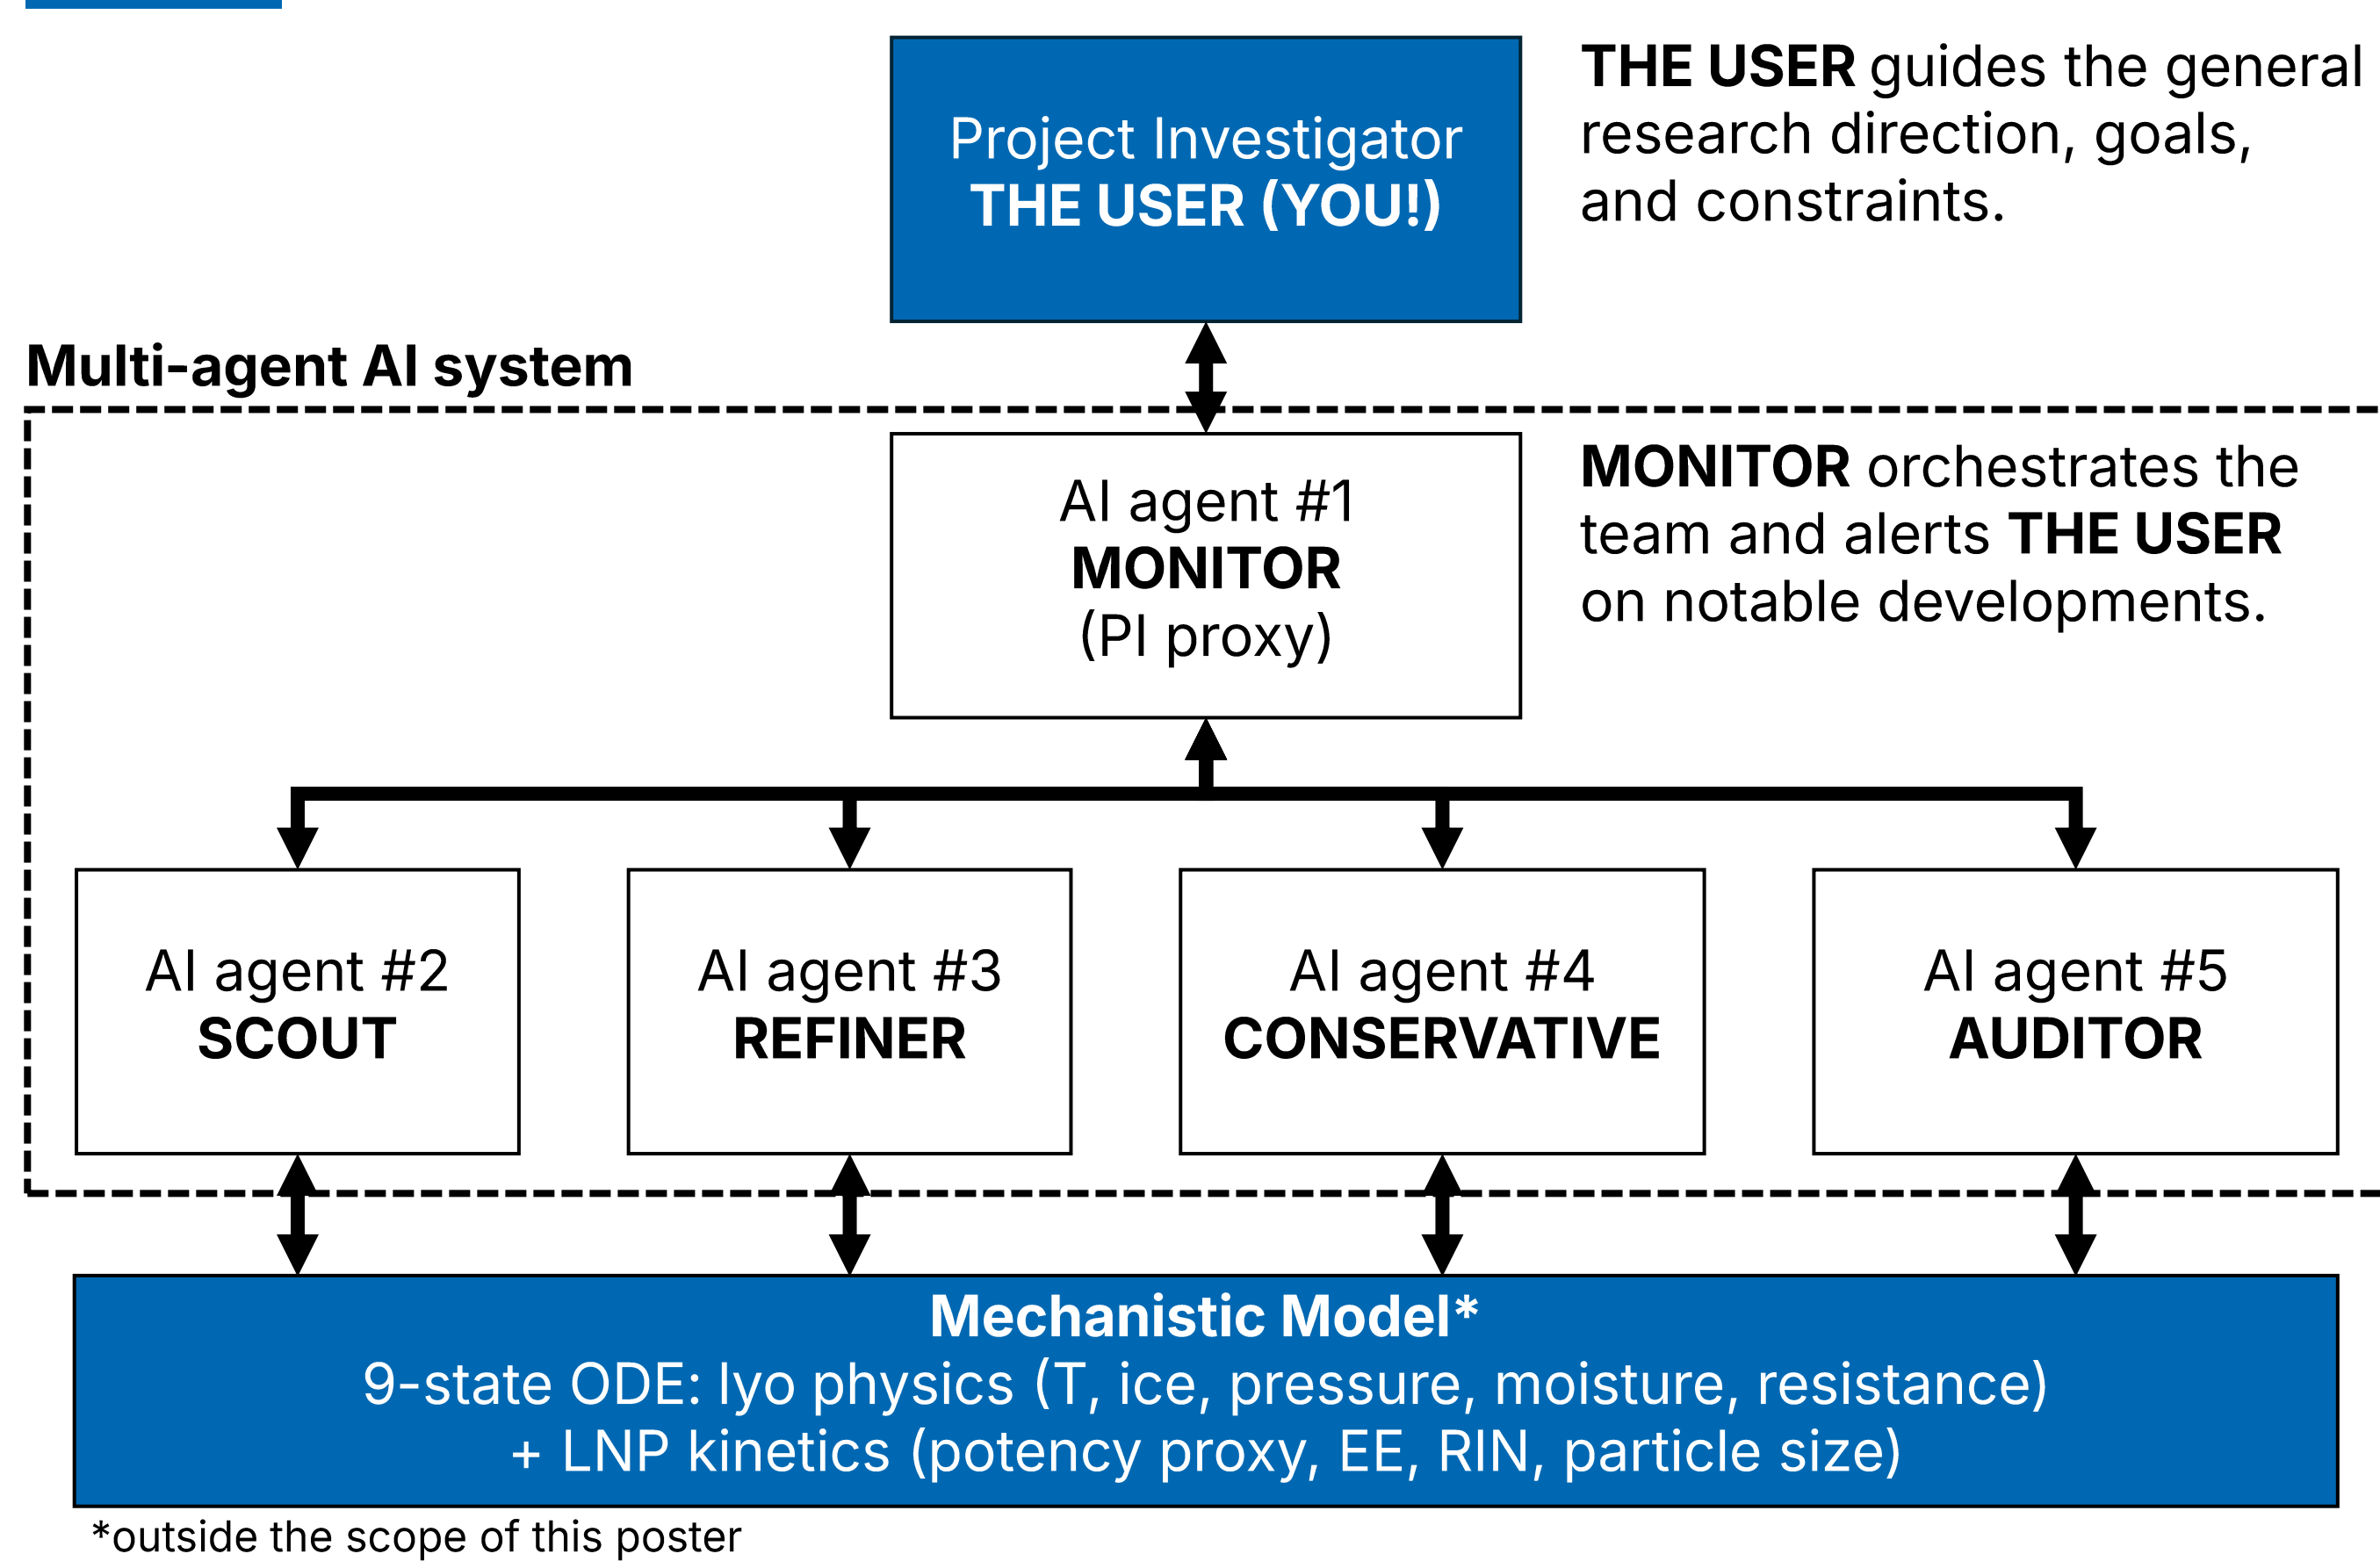 Project Investigator
THE USER (YOU!)
THE USER guides the general
research direction, goals,
and constraints.
Multi-agent AI system
AI agent #1
MONITOR
(PI proxy)
MONITOR orchestrates the
team and alerts THE USER
on notable developments.
AI agent #2
SCOUT
AI agent #3
REFINER
AI agent #4
CONSERVATIVE
AI agent #5
AUDITOR
Mechanistic Model*
9-state ODE: lyo physics (T, ice, pressure, moisture, resistance)
+ LNP kinetics (potency proxy, EE, RIN, particle size)
*outside the scope of this poster